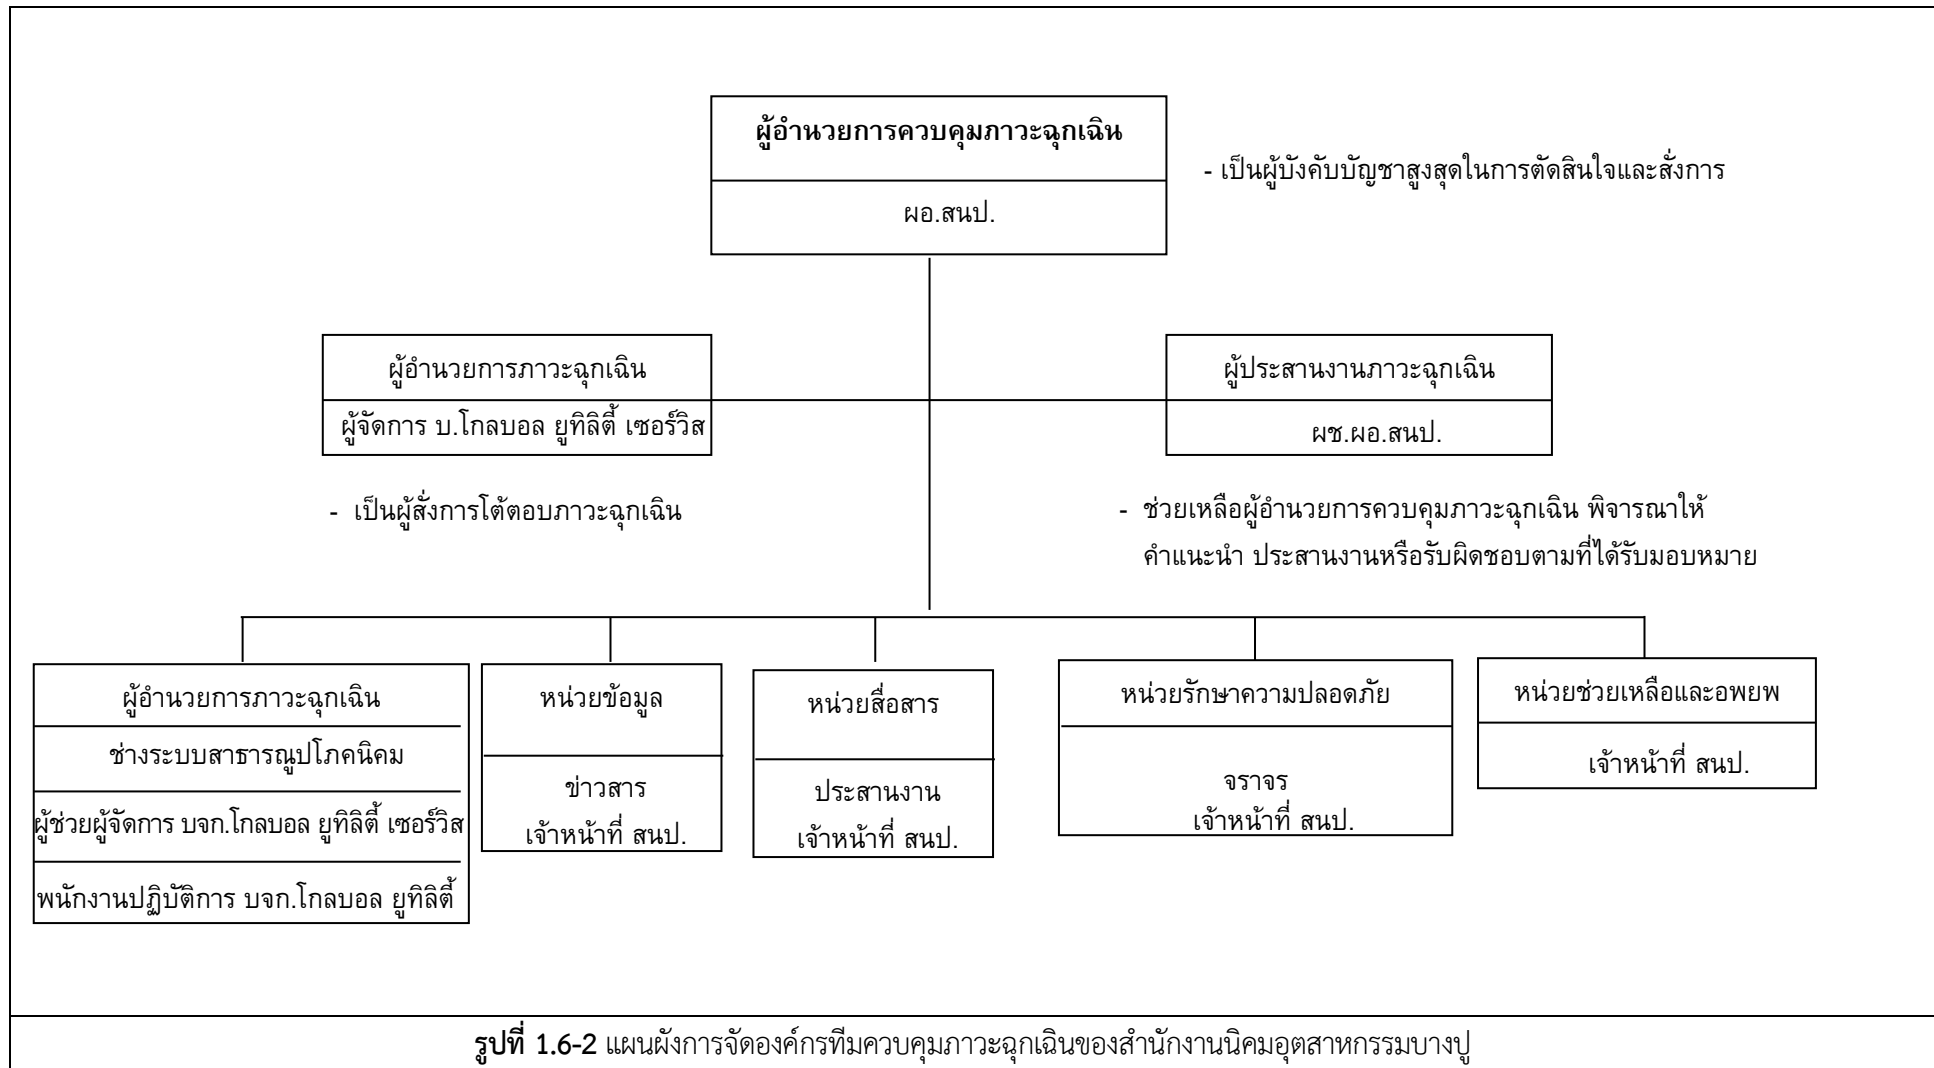 ผู้อำนวยการควบคุมภาวะฉุกเฉิน
- เป็นผู้บังคับบัญชาสูงสุดในการตัดสินใจและสั่งการ
ผอ.สนป.
ผู้อำนวยการภาวะฉุกเฉิน
ผู้จัดการ บ.โกลบอล ยูทิลิตี้ เซอร์วิส
- เป็นผู้สั่งการโต้ตอบภาวะฉุกเฉิน
ผู้ประสานงานภาวะฉุกเฉิน
ผช.ผอ.สนป.
- ช่วยเหลือผู้อำนวยการควบคุมภาวะฉุกเฉิน พิจารณาให้
คำแนะนำ ประสานงานหรือรับผิดชอบตามที่ได้รับมอบหมาย
ผู้อำนวยการภาวะฉุกเฉิน
ช่างระบบสาธารณูปโภคนิคม
ผู้ช่วยผู้จัดการ บจก.โกลบอล ยูทิลิตี้ เซอร์วิส
พนักงานปฏิบัติการ บจก.โกลบอล ยูทิลิตี้
หน่วยข้อมูล
ข่าวสาร
เจ้าหน้าที่ สนป.
หน่วยสื่อสาร
ประสานงาน
เจ้าหน้าที่ สนป.
หน่วยรักษาความปลอดภัย
จราจร
เจ้าหน้าที่ สนป.
หน่วยช่วยเหลือและอพยพ
เจ้าหน้าที่ สนป.
รูปที่ 1.6-2 แผนผังการจัดองค์กรทีมควบคุมภาวะฉุกเฉินของสำนักงานนิคมอุตสาหกรรมบางปู